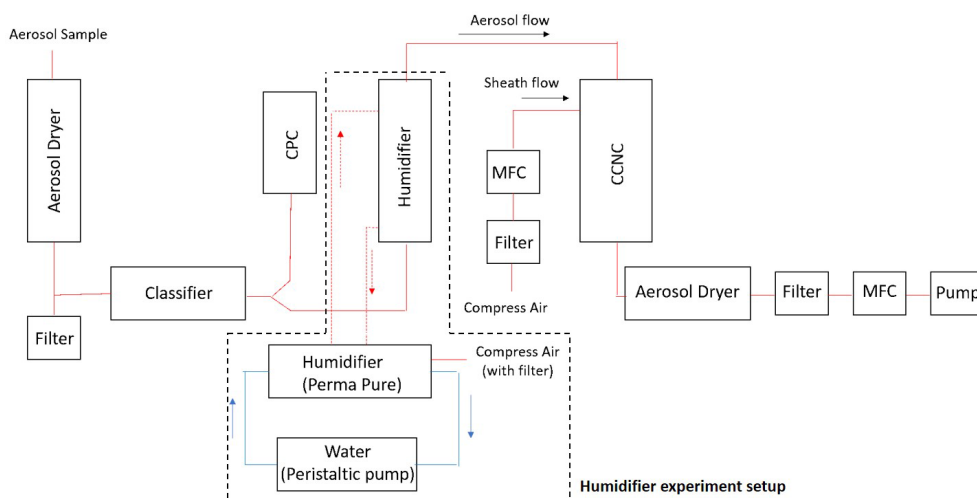 Aerosol flow
Aerosol Sample
Sheath flow
Aerosol Dryer
CPC
Humidifier
CCNC
MFC
Filter
Classifier
Compress Air
Aerosol Dryer
Filter
MFC
Pump
Filter
Humidifier
(Perma Pure)
Compress Air
(with filter)
Water
(Peristaltic pump)
Humidifier experiment setup